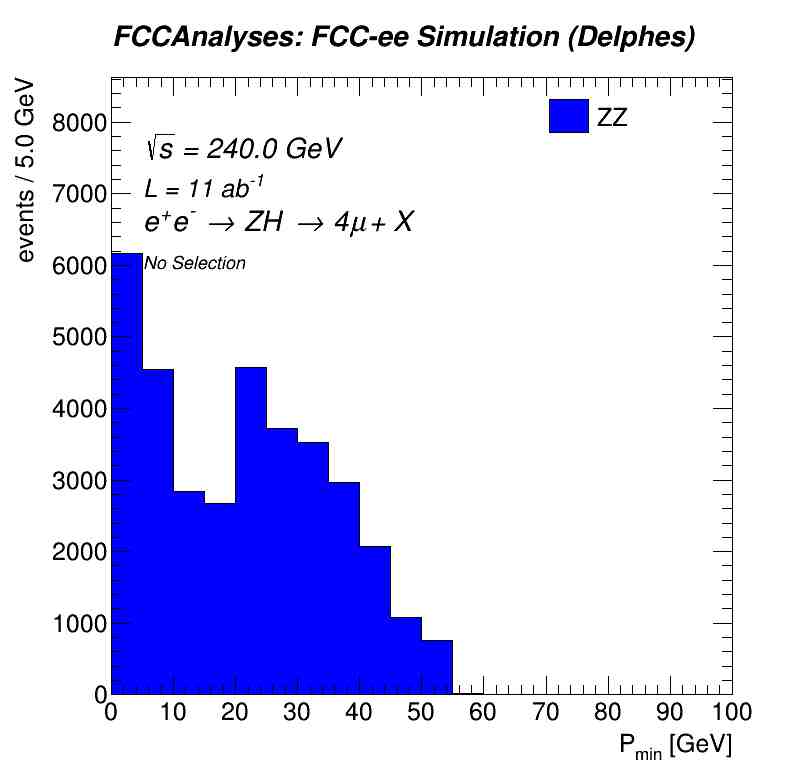 FCCAnalyses: FCC-ee Simulation (Delphes)
events / 5.0 GeV
ZZ
√s = 240.0 GeV
L = 11 ab⁻¹
e⁺e⁻ → ZH → 4μ + X
No Selection
8000
7000
6000
5000
4000
3000
2000
1000
0
0 10 20 30 40 50 60 70 80 90 100
P_min [GeV]